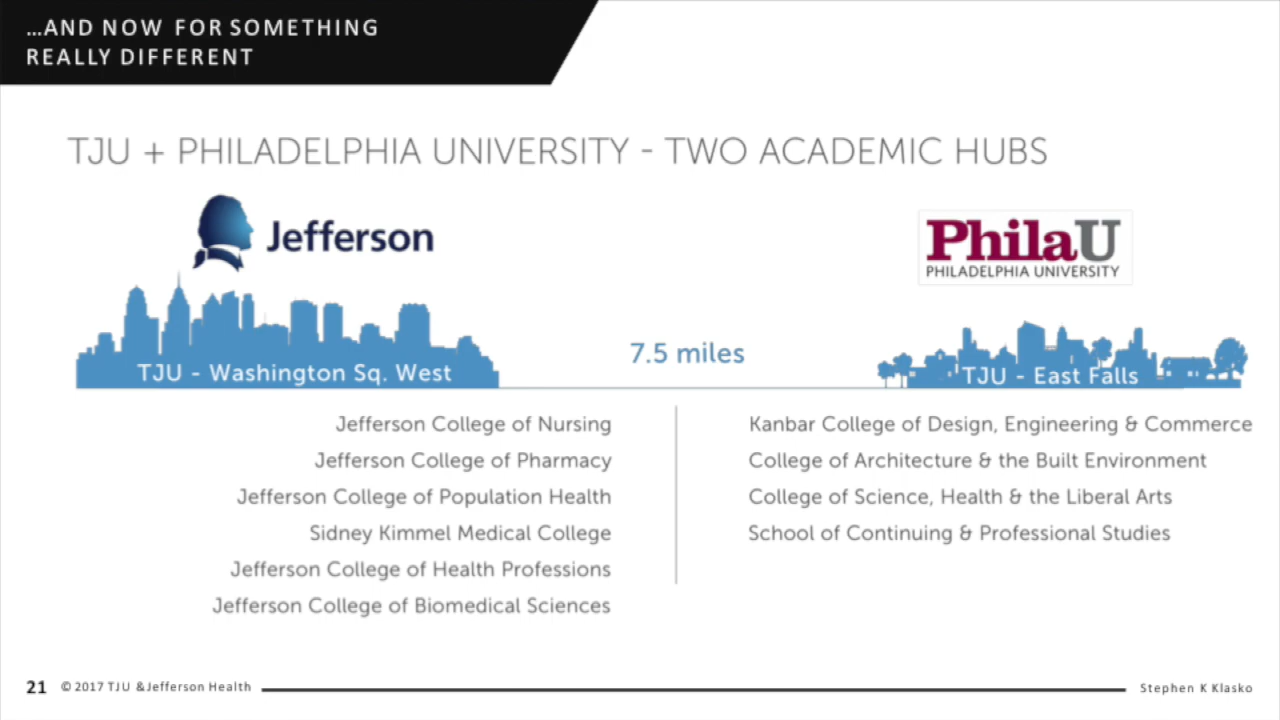 …AND NOW FOR SOMETHING
REALLY DIFFERENT
TJU + PHILADELPHIA UNIVERSITY - TWO ACADEMIC HUBS
Jefferson
PhilaU
PHILADELPHIA UNIVERSITY
7.5 miles
TJU - Washington Sq. West
TJU - East Falls
Jefferson College of Nursing
Jefferson College of Pharmacy
Jefferson College of Population Health
Sidney Kimmel Medical College
Jefferson College of Health Professions
Jefferson College of Biomedical Sciences
Kanbar College of Design, Engineering & Commerce
College of Architecture & the Built Environment
College of Science, Health & the Liberal Arts
School of Continuing & Professional Studies
21 © 2017 TJU & Jefferson Health
Stephen K Klasko